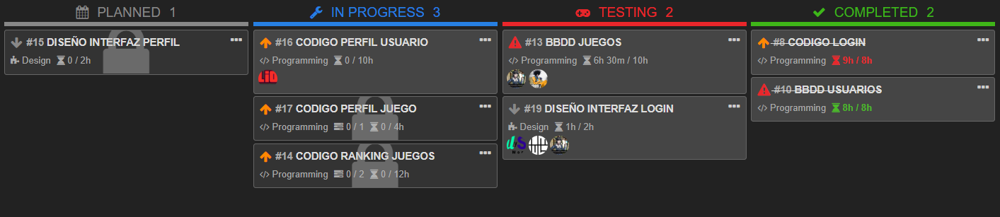 PLANNED 1
#15 DISEÑO INTERFAZ PERFIL
Design 0 / 2h
IN PROGRESS 3
#16 CODIGO PERFIL USUARIO
Programming 0 / 10h
LiD
#17 CODIGO PERFIL JUEGO
Programming 0 / 1 0 / 4h
#14 CODIGO RANKING JUEGOS
Programming 0 / 2 0 / 12h
TESTING 2
#13 BBDD JUEGOS
Programming 6h 30m / 10h
#19 DISEÑO INTERFAZ LOGIN
Design 1h / 2h
COMPLETED 2
#8 CODIGO LOGIN
Programming 9h / 8h
#10 BBDD USUARIOS
Programming 8h / 8h